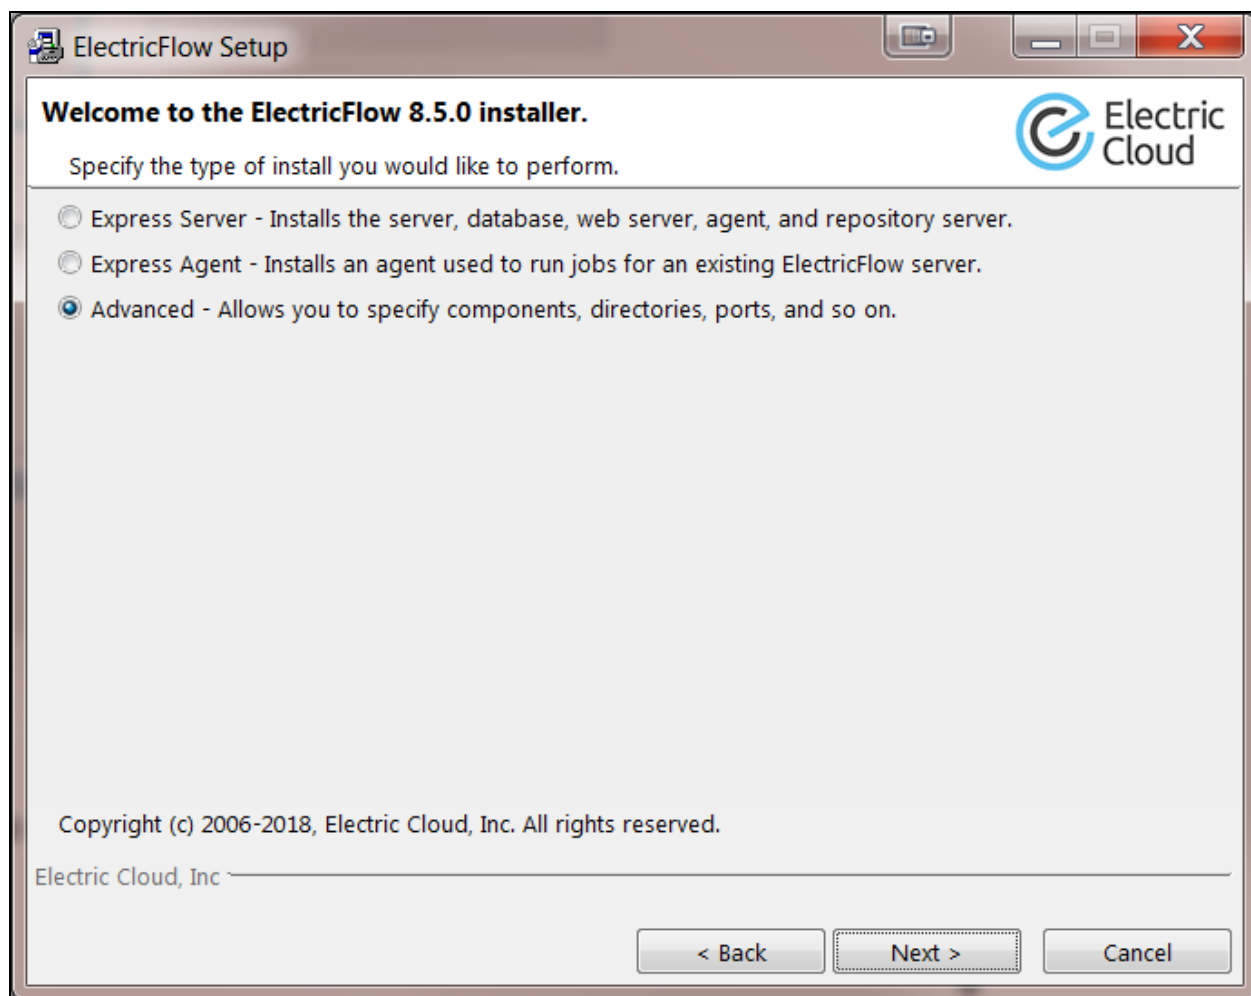 ElectricFlow Setup
Welcome to the ElectricFlow 8.5.0 installer.
Specify the type of install you would like to perform.
Electric
Cloud
Express Server - Installs the server, database, web server, agent, and repository server.
Express Agent - Installs an agent used to run jobs for an existing ElectricFlow server.
Advanced - Allows you to specify components, directories, ports, and so on.
Copyright (c) 2006-2018, Electric Cloud, Inc. All rights reserved.
Electric Cloud, Inc
< Back
Next >
Cancel